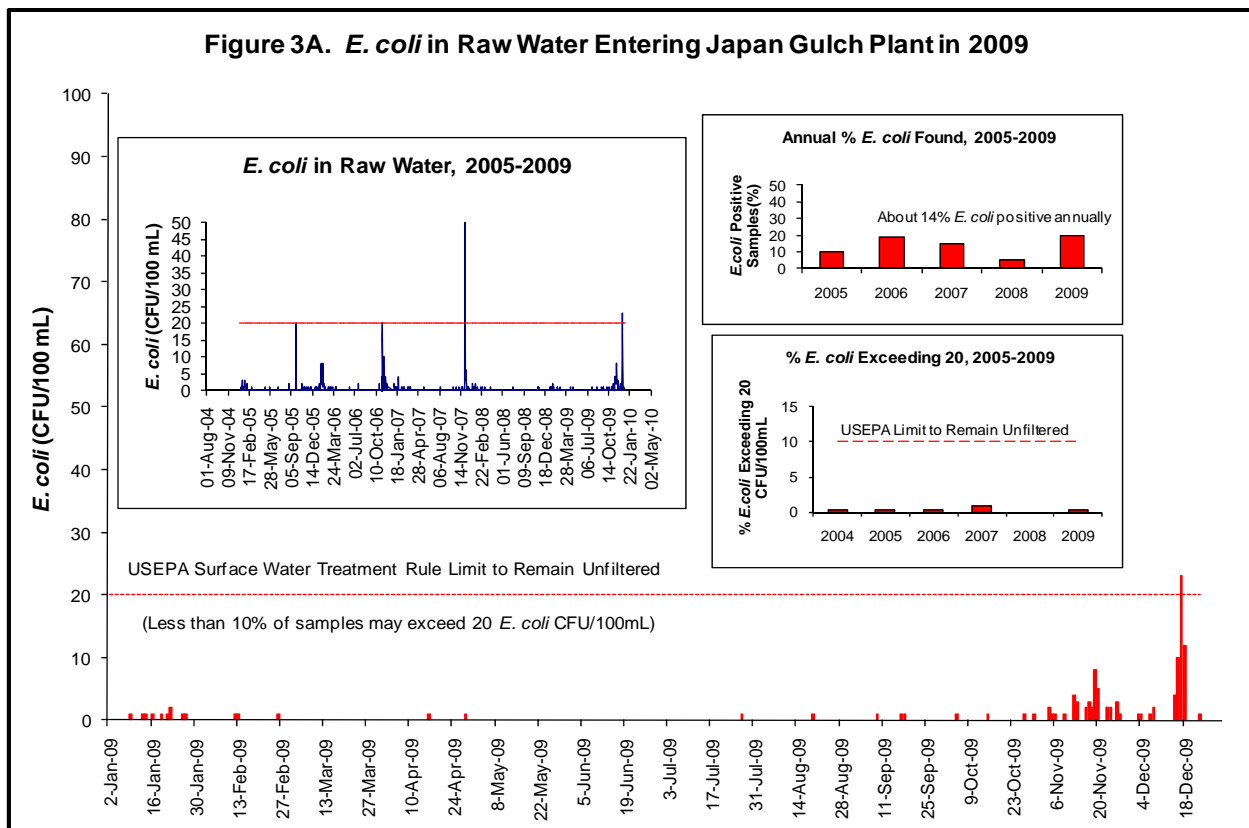 Figure 3A. E. coli in Raw Water Entering Japan Gulch Plant in 2009
E. coli (CFU/100 mL)
100
90
80
70
60
50
40
30
20
10
0
E. coli in Raw Water, 2005-2009
E. coli (CFU/100 mL)
50
45
40
35
30
25
20
15
10
5
0
01-Aug-04
09-Nov-04
17-Feb-05
28-May-05
05-Sep-05
14-Dec-05
24-Mar-06
02-Jul-06
10-Oct-06
18-Jan-07
28-Apr-07
06-Aug-07
14-Nov-07
22-Feb-08
01-Jun-08
09-Sep-08
18-Dec-08
28-Mar-09
06-Jul-09
14-Oct-09
22-Jan-10
02-May-10
Annual % E. coli Found, 2005-2009
E.coli Positive
Samples(%)
50
40
30
20
10
0
About 14% E. coli positive annually
2005
2006
2007
2008
2009
% E. coli Exceeding 20, 2005-2009
% E.coli Exceeding 20
CFU/100mL
15
10
5
0
USEPA Limit to Remain Unfiltered
2004
2005
2006
2007
2008
2009
USEPA Surface Water Treatment Rule Limit to Remain Unfiltered
(Less than 10% of samples may exceed 20 E. coli CFU/100mL)
2-Jan-09
16-Jan-09
30-Jan-09
13-Feb-09
27-Feb-09
13-Mar-09
27-Mar-09
10-Apr-09
24-Apr-09
8-May-09
22-May-09
5-Jun-09
19-Jun-09
3-Jul-09
17-Jul-09
31-Jul-09
14-Aug-09
28-Aug-09
11-Sep-09
25-Sep-09
9-Oct-09
23-Oct-09
6-Nov-09
20-Nov-09
4-Dec-09
18-Dec-09